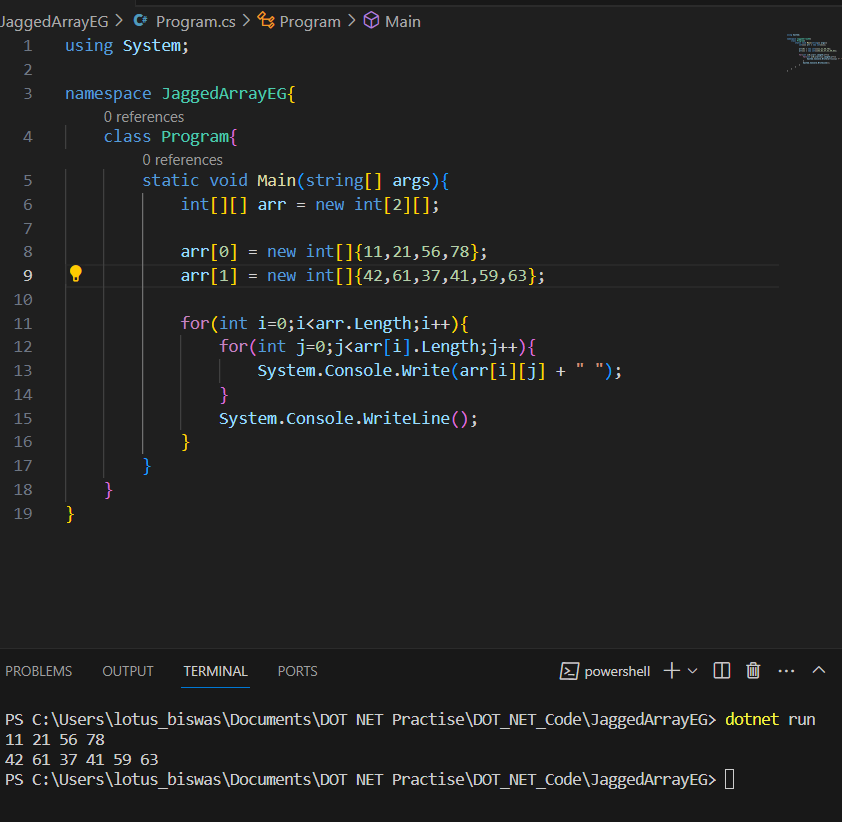 JaggedArrayEG > C# Program.cs > Program > Main
1 using System;
2
3 namespace JaggedArrayEG{
0 references
4 class Program{
0 references
5 static void Main(string[] args){
6 int[][] arr = new int[2][];
7
8 arr[0] = new int[]{11,21,56,78};
9 arr[1] = new int[]{42,61,37,41,59,63};
10
11 for(int i=0;i<arr.Length;i++){
12 for(int j=0;j<arr[i].Length;j++){
13 System.Console.Write(arr[i][j] + " ");
14 }
15 System.Console.WriteLine();
16 }
17 }
18 }
19 }
PROBLEMS OUTPUT TERMINAL PORTS powershell
PS C:\Users\lotus_biswas\Documents\DOT NET Practise\DOT_NET_Code\JaggedArrayEG> dotnet run
11 21 56 78
42 61 37 41 59 63
PS C:\Users\lotus_biswas\Documents\DOT NET Practise\DOT_NET_Code\JaggedArrayEG>